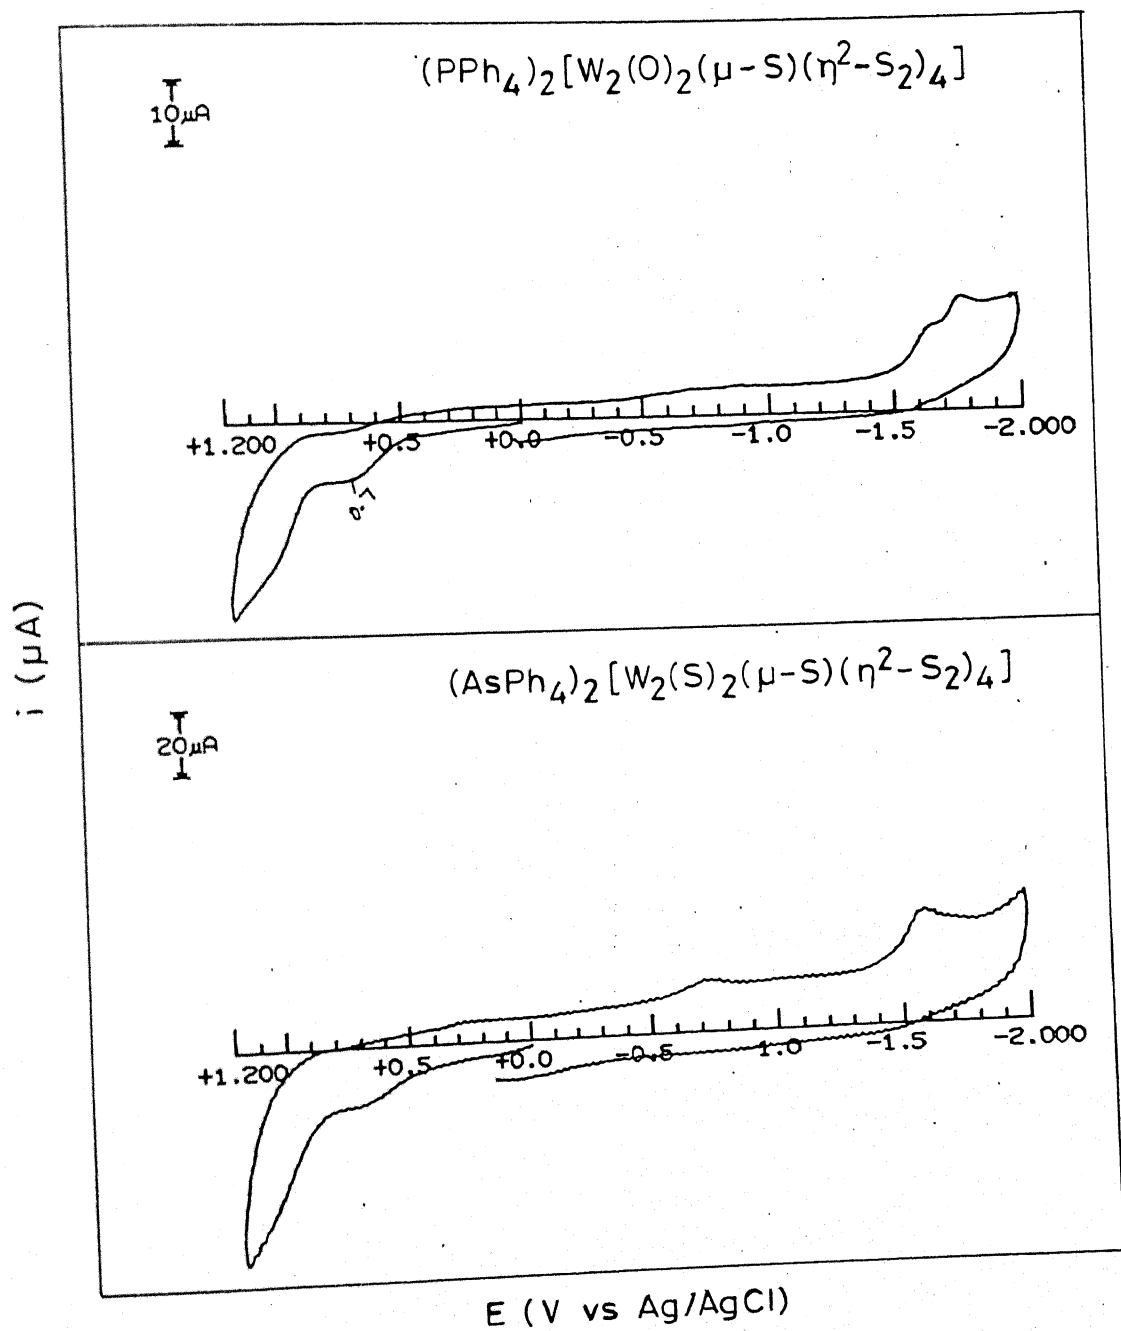 (PPh4)2[W2(O)2(μ-S)(η2-S2)4]
10μA
+1.200 +0.5 +0.0 -0.5 -1.0 -1.5 -2.000
0.7
i (μA)
(AsPh4)2[W2(S)2(μ-S)(η2-S2)4]
20μA
+1.200 +0.5 +0.0 -0.5 1.0 -1.5 -2.000
E (V vs Ag/AgCl)